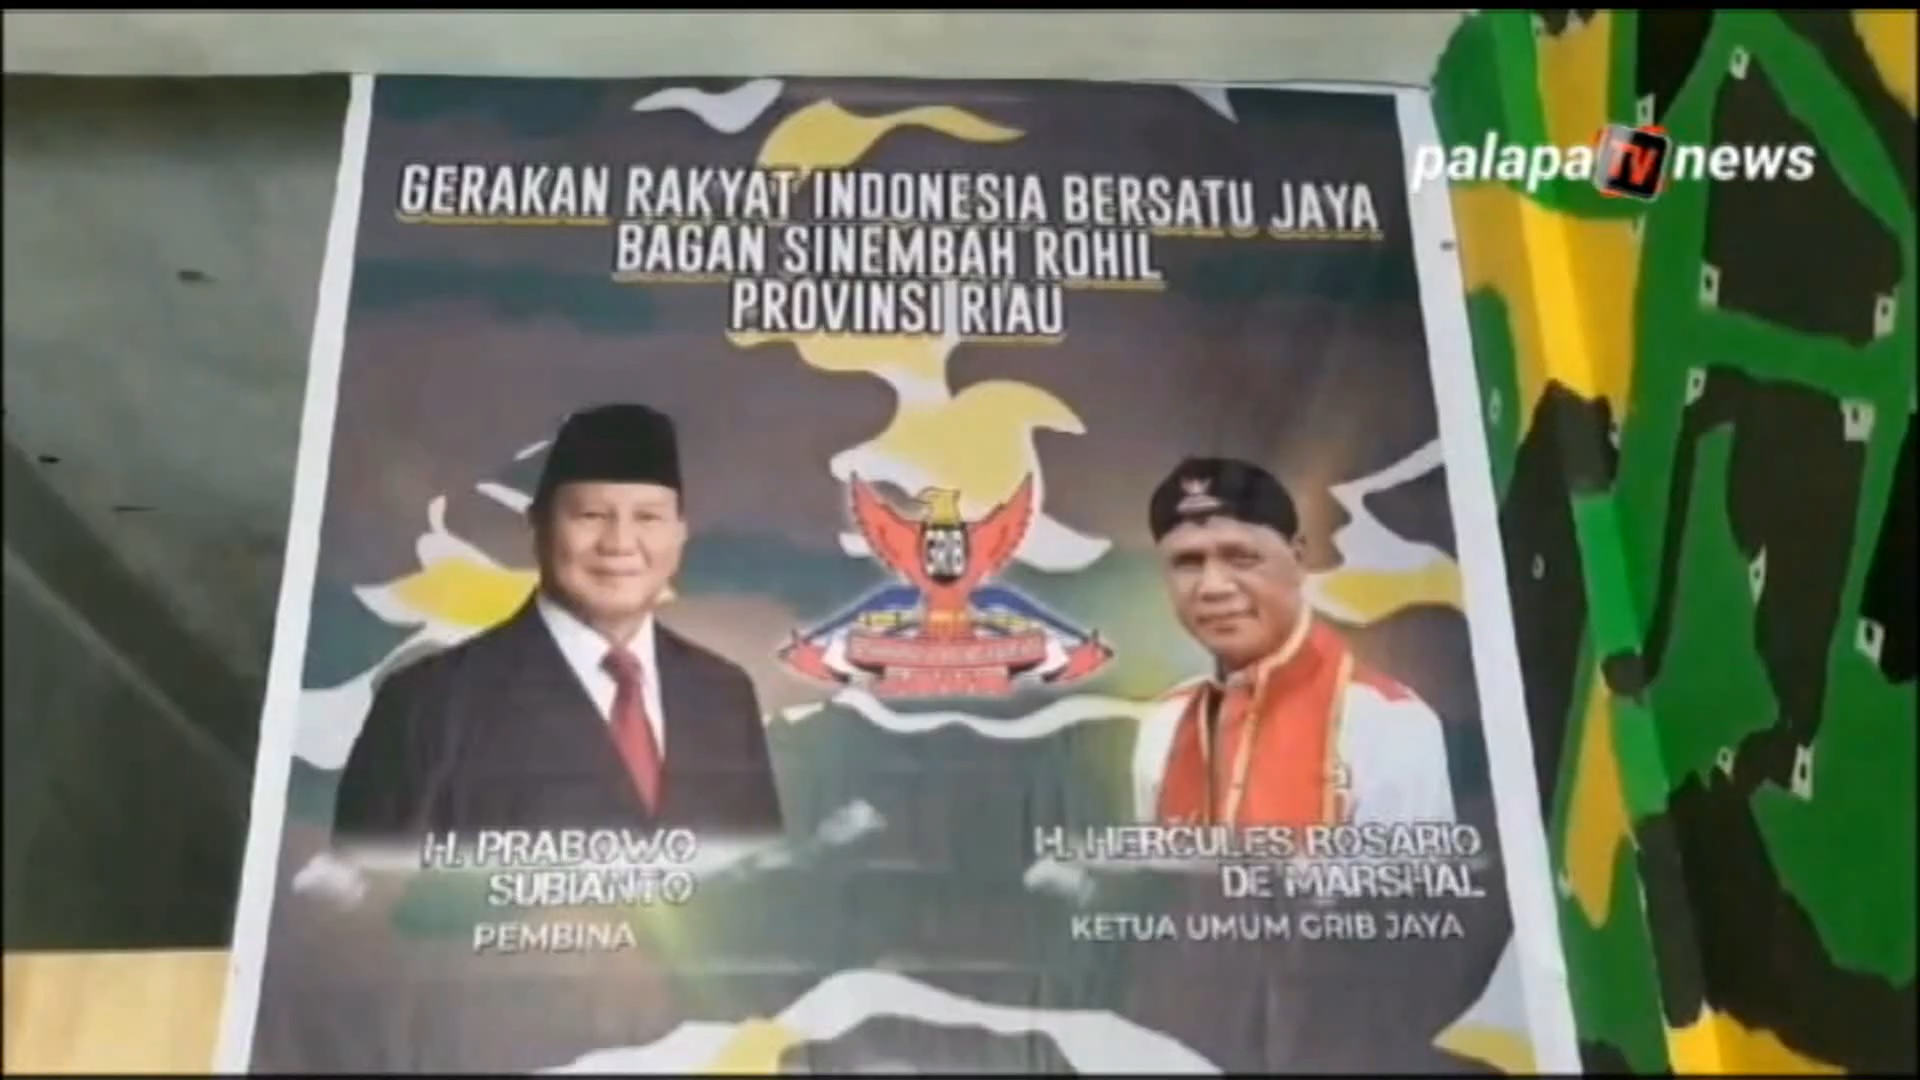 palapa TV news
GERAKAN RAKYAT INDONESIA BERSATU JAYA
BAGAN SINEMBAH ROHIL
PROVINSI RIAU
GRIB
H. PRABOWO
SUBIANTO
PEMBINA
H. HERCULES ROSARIO
DE MARSHAL
KETUA UMUM GRIB JAYA